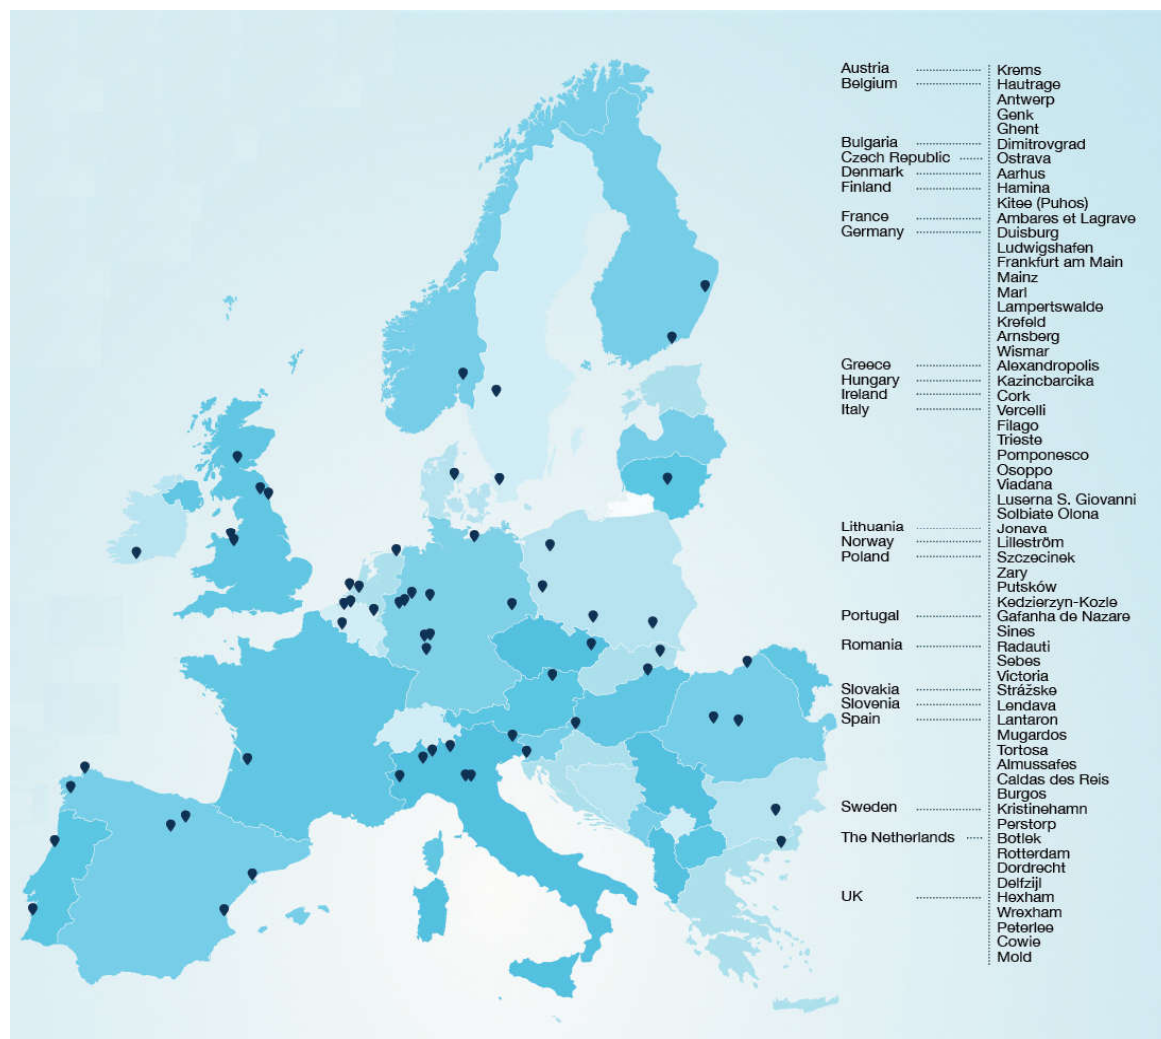 Austria ................ Krems
Belgium ................ Hautrage
Antwerp
Genk
Ghent
Bulgaria ................ Dimitrovgrad
Czech Republic ..... Ostrava
Denmark ................ Aarhus
Finland ................ Hamina
Kitee (Puhos)
France ................ Ambares et Lagrave
Germany ................ Duisburg
Ludwigshafen
Frankfurt am Main
Mainz
Marl
Lampertswalde
Krefeld
Arnsberg
Wismar
Greece ................ Alexandropolis
Hungary ................ Kazincbarcika
Ireland ................ Cork
Italy ................ Vercelli
Filago
Trieste
Pomponesco
Osoppo
Viadana
Luserna S. Giovanni
Solbiate Olona
Lithuania ................ Jonava
Norway ................ Lilleström
Poland ................ Szczecinek
Zary
Putsków
Kedzierzyn-Kozle
Portugal ................ Gafanha de Nazare
Sines
Romania ................ Radauti
Sebes
Victoria
Slovakia ................ Strážske
Slovenia ................ Lendava
Spain ................ Lantaron
Mugardos
Tortosa
Almussafes
Caldas des Reis
Burgos
Sweden ................ Kristinehamn
Perstorp
The Netherlands .... Botlek
Rotterdam
Dordrecht
Delfzijl
UK ................ Hexham
Wrexham
Peterlee
Cowie
Mold